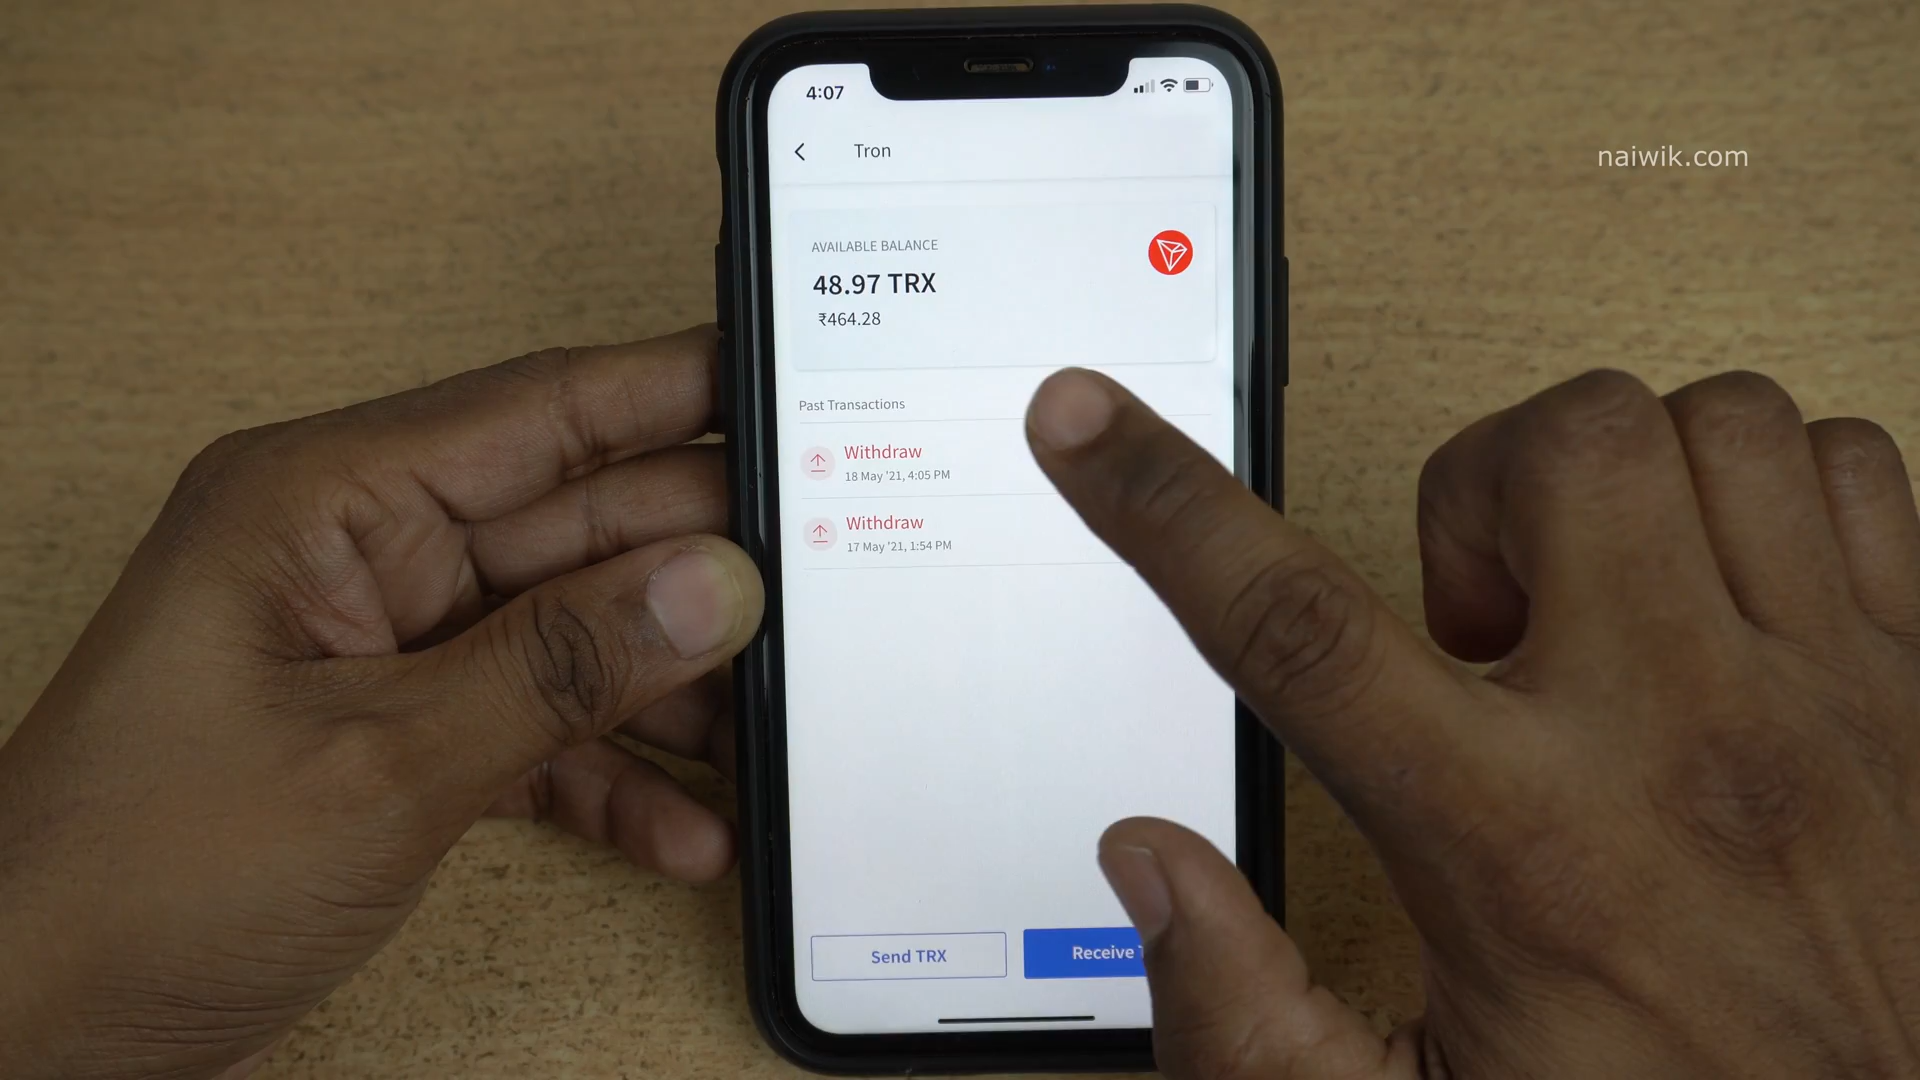 4:07
Tron
naiwik.com
AVAILABLE BALANCE
48.97 TRX
₹464.28
Past Transactions
Withdraw
18 May '21, 4:05 PM
Withdraw
17 May '21, 1:54 PM
Send TRX
Receive